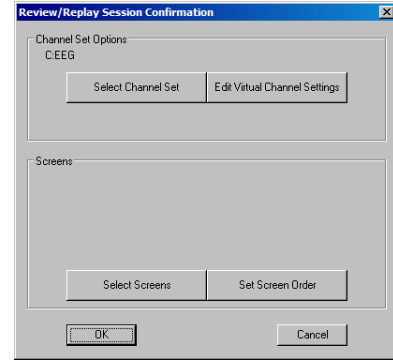 Review/Replay Session Confirmation
Channel Set Options
C:EEG
Select Channel Set
Edit Virtual Channel Settings
Screens
Select Screens
Set Screen Order
OK
Cancel